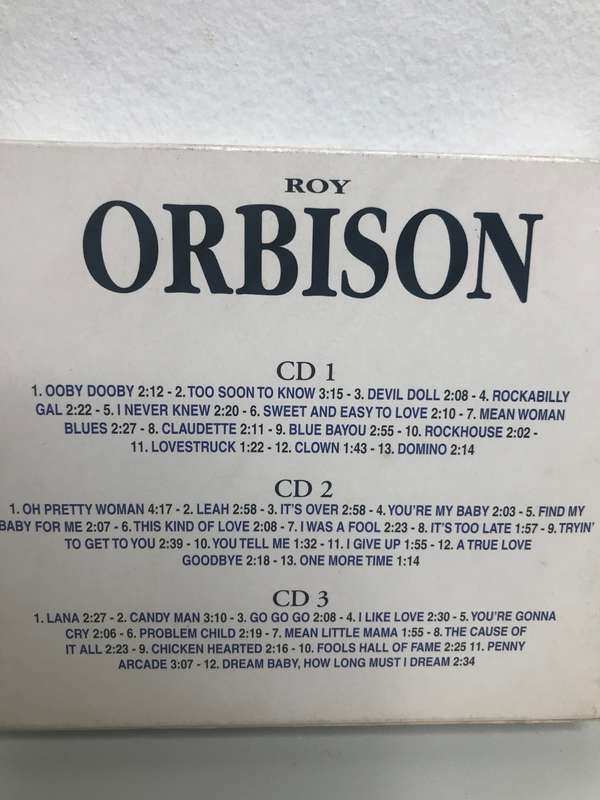 ROY
ORBISON
CD 1
1. OOBY DOOBY 2:12 - 2. TOO SOON TO KNOW 3:15 - 3. DEVIL DOLL 2:08 - 4. ROCKABILLY
GAL 2:22 - 5. I NEVER KNEW 2:20 - 6. SWEET AND EASY TO LOVE 2:10 - 7. MEAN WOMAN
BLUES 2:27 - 8. CLAUDETTE 2:11 - 9. BLUE BAYOU 2:55 - 10. ROCKHOUSE 2:02 -
11. LOVESTRUCK 1:22 - 12. CLOWN 1:43 - 13. DOMINO 2:14
CD 2
1. OH PRETTY WOMAN 4:17 - 2. LEAH 2:58 - 3. IT'S OVER 2:58 - 4. YOU'RE MY BABY 2:03 - 5. FIND MY
BABY FOR ME 2:07 - 6. THIS KIND OF LOVE 2:08 - 7. I WAS A FOOL 2:23 - 8. IT'S TOO LATE 1:57 - 9. TRYIN'
TO GET TO YOU 2:39 - 10. YOU TELL ME 1:32 - 11. I GIVE UP 1:55 - 12. A TRUE LOVE
GOODBYE 2:18 - 13. ONE MORE TIME 1:14
CD 3
1. LANA 2:27 - 2. CANDY MAN 3:10 - 3. GO GO GO 2:08 - 4. I LIKE LOVE 2:30 - 5. YOU'RE GONNA
CRY 2:06 - 6. PROBLEM CHILD 2:19 - 7. MEAN LITTLE MAMA 1:55 - 8. THE CAUSE OF
IT ALL 2:23 - 9. CHICKEN HEARTED 2:16 - 10. FOOLS HALL OF FAME 2:25 11. PENNY
ARCADE 3:07 - 12. DREAM BABY, HOW LONG MUST I DREAM 2:34